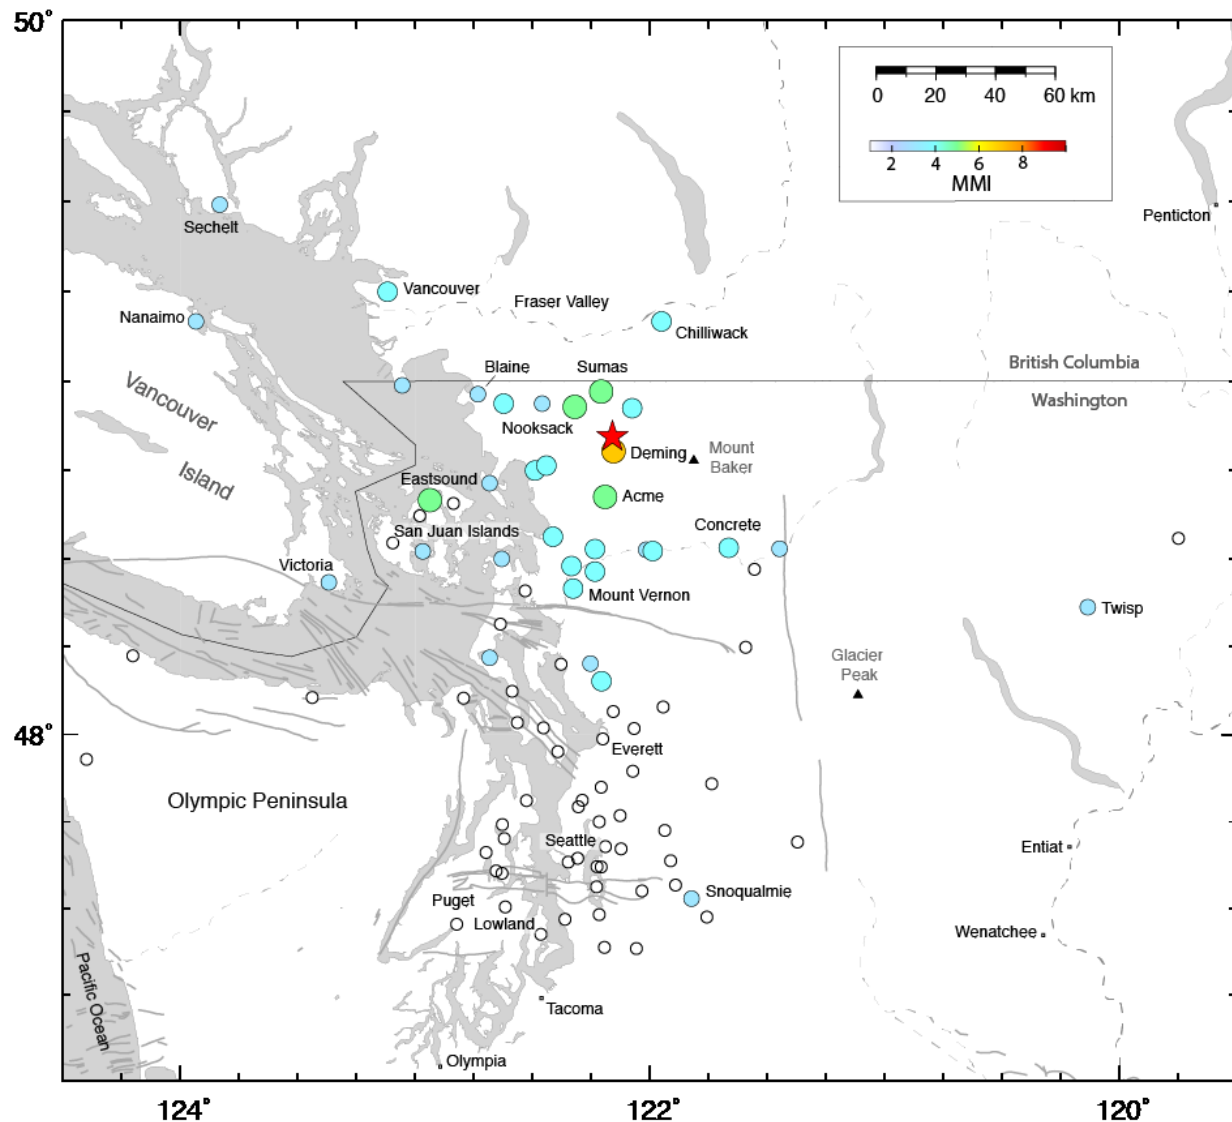 50°
0 20 40 60 km
2 4 6 8
MMI
Penticton
Sechelt
Vancouver
Fraser Valley
Nanaimo
Chilliwack
British Columbia
Blaine
Sumas
Vancouver
Island
Washington
Nooksack
Deming
Mount
Baker
Eastsound
Acme
San Juan Islands
Concrete
Victoria
Mount Vernon
Twisp
Glacier
Peak
48°
Everett
Olympic Peninsula
Seattle
Entiat
Snoqualmie
Puget
Lowland
Wenatchee
Pacific Ocean
Tacoma
Olympia
124° 122° 120°